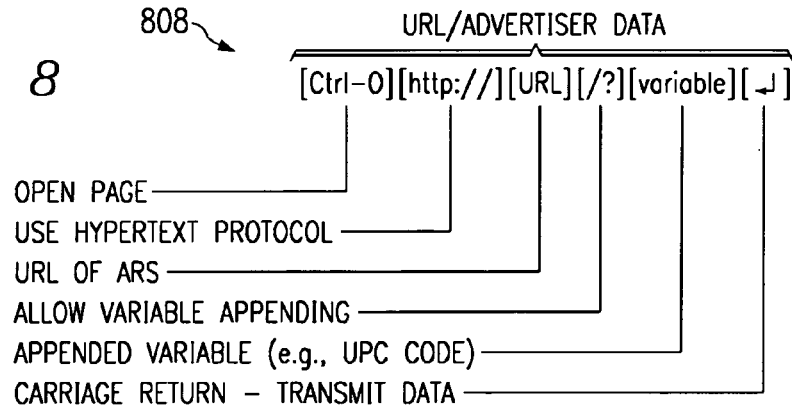 808
URL/ADVERTISER DATA
8
[Ctrl-O][http://][URL][/?][variable][↵]
OPEN PAGE
USE HYPERTEXT PROTOCOL
URL OF ARS
ALLOW VARIABLE APPENDING
APPENDED VARIABLE (e.g., UPC CODE)
CARRIAGE RETURN – TRANSMIT DATA